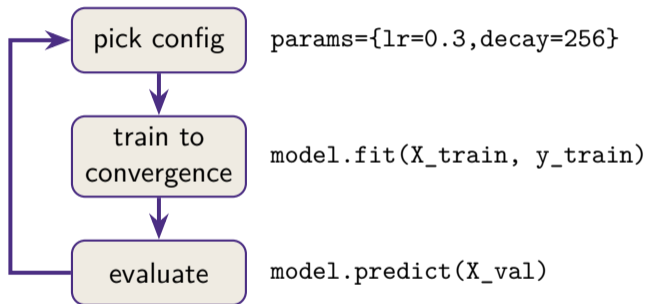 pick config
params={lr=0.3,decay=256}
train to
convergence
model.fit(X_train, y_train)
evaluate
model.predict(X_val)